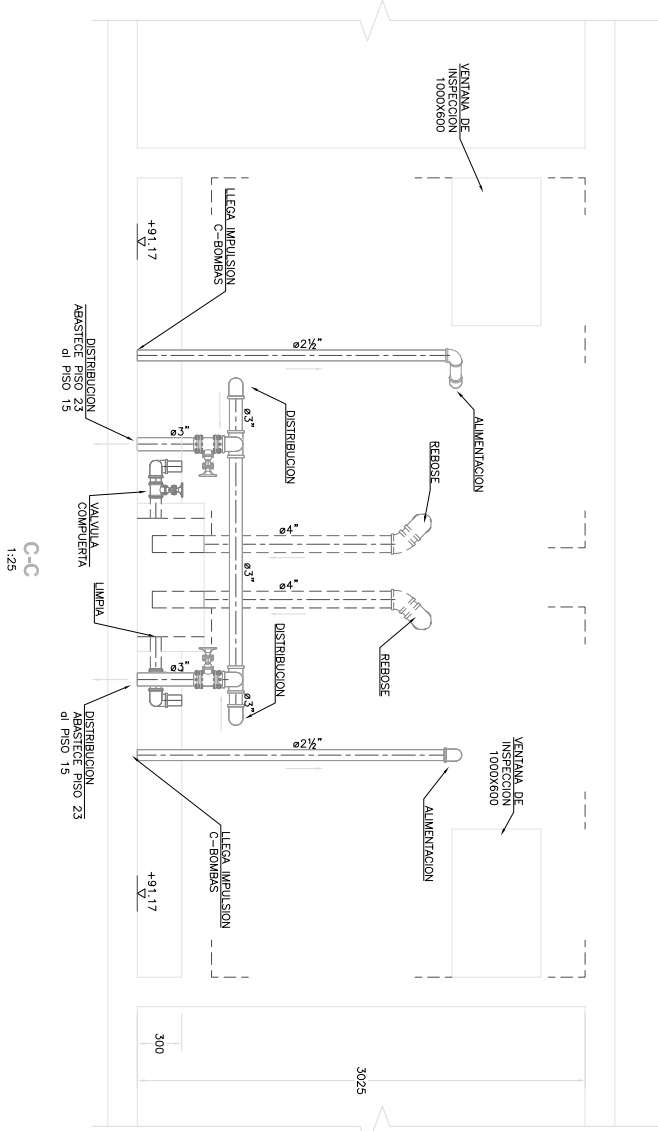 VENTANA DE
INSPECCION
1000X600
LLEGA IMPULSION
C-BOMBAS
+91.17
ø2½"
ALIMENTACION
DISTRIBUCION
ABASTECE PISO 23
al PISO 15
ø3"
ø3"
DISTRIBUCION
REBOSE
VALVULA
COMPUERTA
ø4"
ø3"
ø4"
LIMPIA
REBOSE
DISTRIBUCION
ø3"
ø3"
DISTRIBUCION
ABASTECE PISO 23
al PISO 15
ø2½"
VENTANA DE
INSPECCION
1000X600
ALIMENTACION
LLEGA IMPULSION
C-BOMBAS
+91.17
300
3025
C-C
1:25